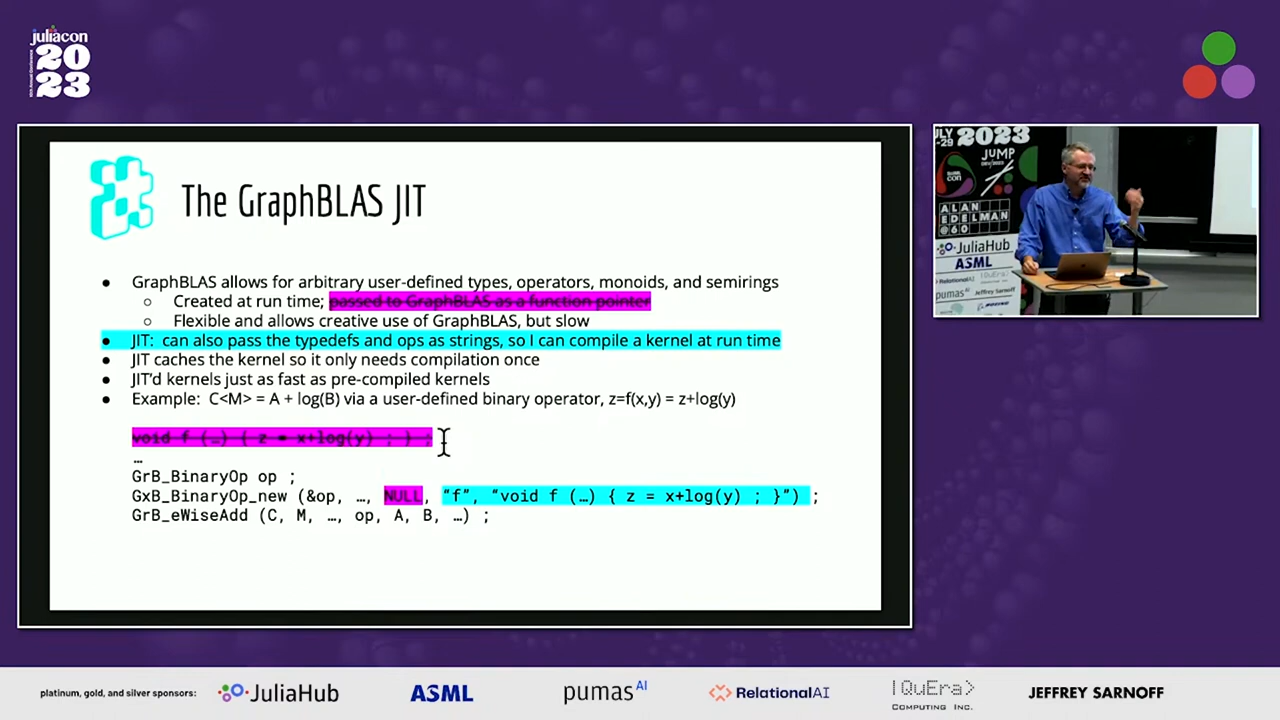 juliacon
20
23
The GraphBLAS JIT
● GraphBLAS allows for arbitrary user-defined types, operators, monoids, and semirings
○ Created at run time; passed to GraphBLAS as a function pointer
○ Flexible and allows creative use of GraphBLAS, but slow
● JIT: can also pass the typedefs and ops as strings, so I can compile a kernel at run time
● JIT caches the kernel so it only needs compilation once
● JIT'd kernels just as fast as pre-compiled kernels
● Example: C<M> = A + log(B) via a user-defined binary operator, z=f(x,y) = z+log(y)
void f (…) { z = x+log(y) ; } ;
…
GrB_BinaryOp op ;
GxB_BinaryOp_new (&op, …, NULL, "f", "void f (…) { z = x+log(y) ; }") ;
GrB_eWiseAdd (C, M, …, op, A, B, …) ;
2023
JuMP
ALAN
EDELMAN
@60
JuliaHub
ASML
pumas
platinum, gold, and silver sponsors:
JuliaHub
ASML
pumas AI
RelationalAI
|QuEra>
COMPUTING INC.
JEFFREY SARNOFF